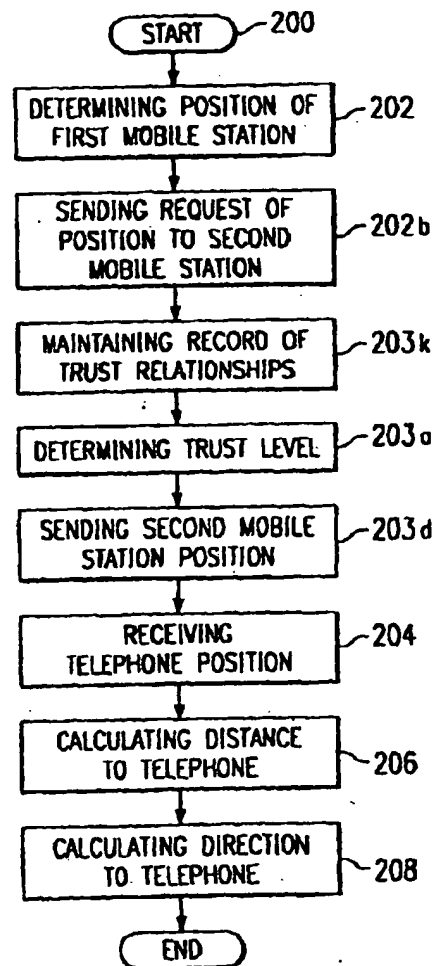 START 200
DETERMINING POSITION OF
FIRST MOBILE STATION 202
SENDING REQUEST OF
POSITION TO SECOND 202b
MOBILE STATION
MAINTAINING RECORD OF 203k
TRUST RELATIONSHIPS
DETERMINING TRUST LEVEL 203a
SENDING SECOND MOBILE 203d
STATION POSITION
RECEIVING 204
TELEPHONE POSITION
CALCULATING DISTANCE
TO TELEPHONE 206
CALCULATING DIRECTION
TO TELEPHONE 208
END